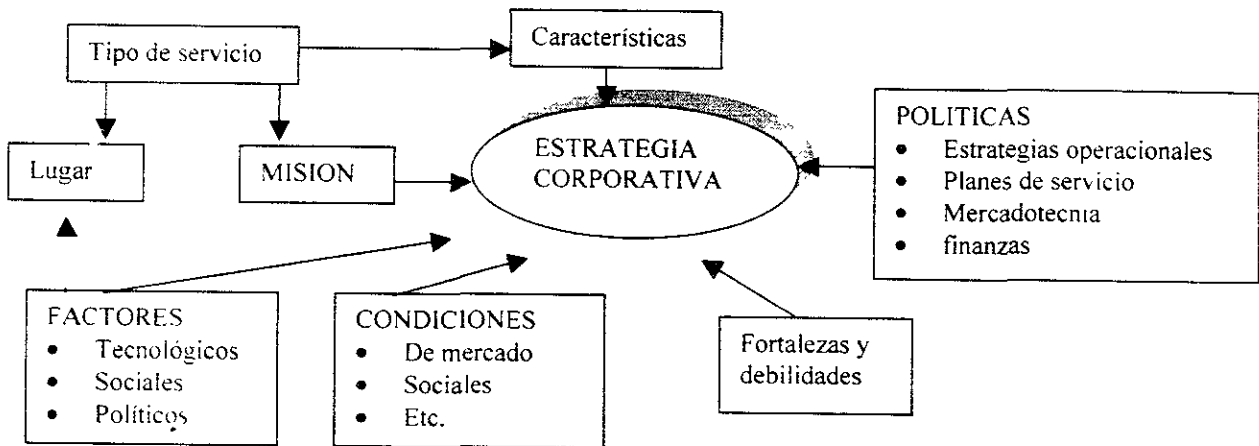 Tipo de servicio
Características
Lugar
MISION
ESTRATEGIA
CORPORATIVA
POLITICAS
• Estrategias operacionales
• Planes de servicio
• Mercadotecnia
• finanzas
FACTORES
• Tecnológicos
• Sociales
• Políticos
CONDICIONES
• De mercado
• Sociales
• Etc.
Fortalezas y
debilidades